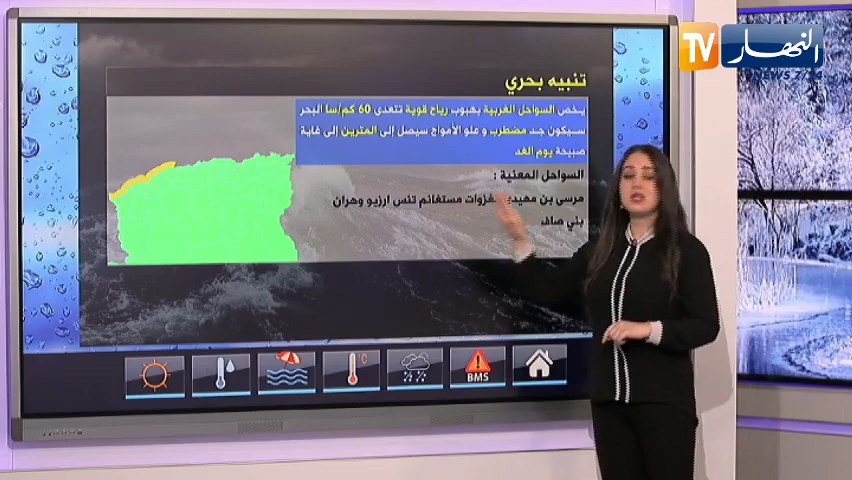 النهار TV
تنبيه بحري
يخص السواحل الغربية بهبوب رياح قوية تتعدى 60 كم/سا البحر
سيكون جد مضطرب و علو الأمواج سيصل إلى المترين إلى غاية
صبيحة يوم الغد
السواحل المعنية :
مرسى بن مهيدي الغزوات مستغانم تنس ارزيو وهران
بني صاف
°C
BMS